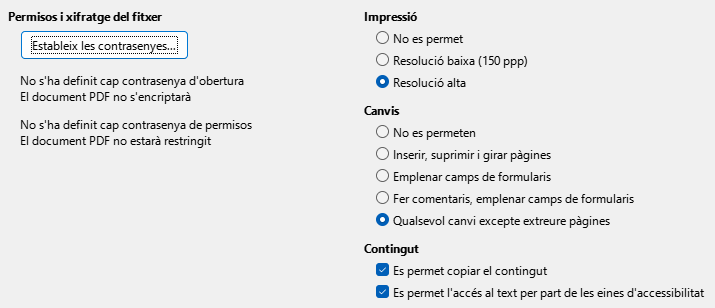 Permisos i xifratge del fitxer
Estableix les contrasenyes...
No s'ha definit cap contrasenya d'obertura
El document PDF no s'encriptarà
No s'ha definit cap contrasenya de permisos
El document PDF no estarà restringit
Impressió
No es permet
Resolució baixa (150 ppp)
Resolució alta
Canvis
No es permeten
Inserir, suprimir i girar pàgines
Emplenar camps de formularis
Fer comentaris, emplenar camps de formularis
Qualsevol canvi excepte extreure pàgines
Contingut
Es permet copiar el contingut
Es permet l'accés al text per part de les eines d'accessibilitat